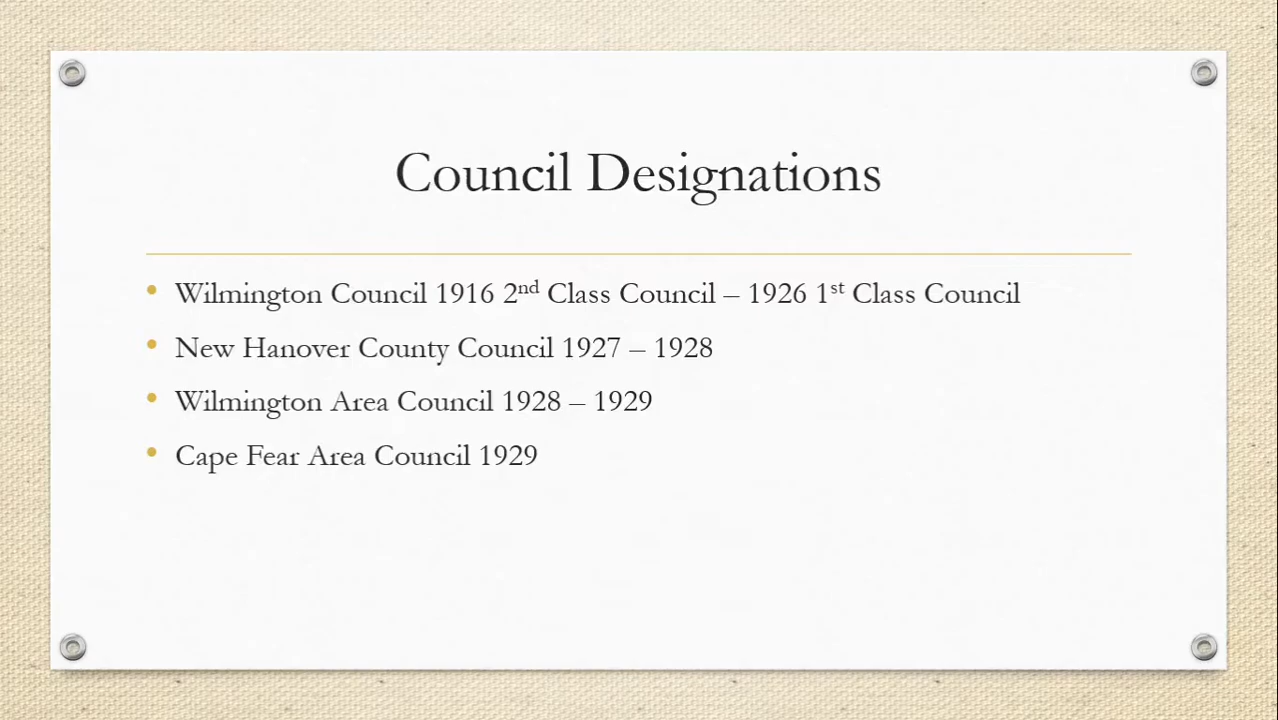 Council Designations
• Wilmington Council 1916 2nd Class Council – 1926 1st Class Council
• New Hanover County Council 1927 – 1928
• Wilmington Area Council 1928 – 1929
• Cape Fear Area Council 1929